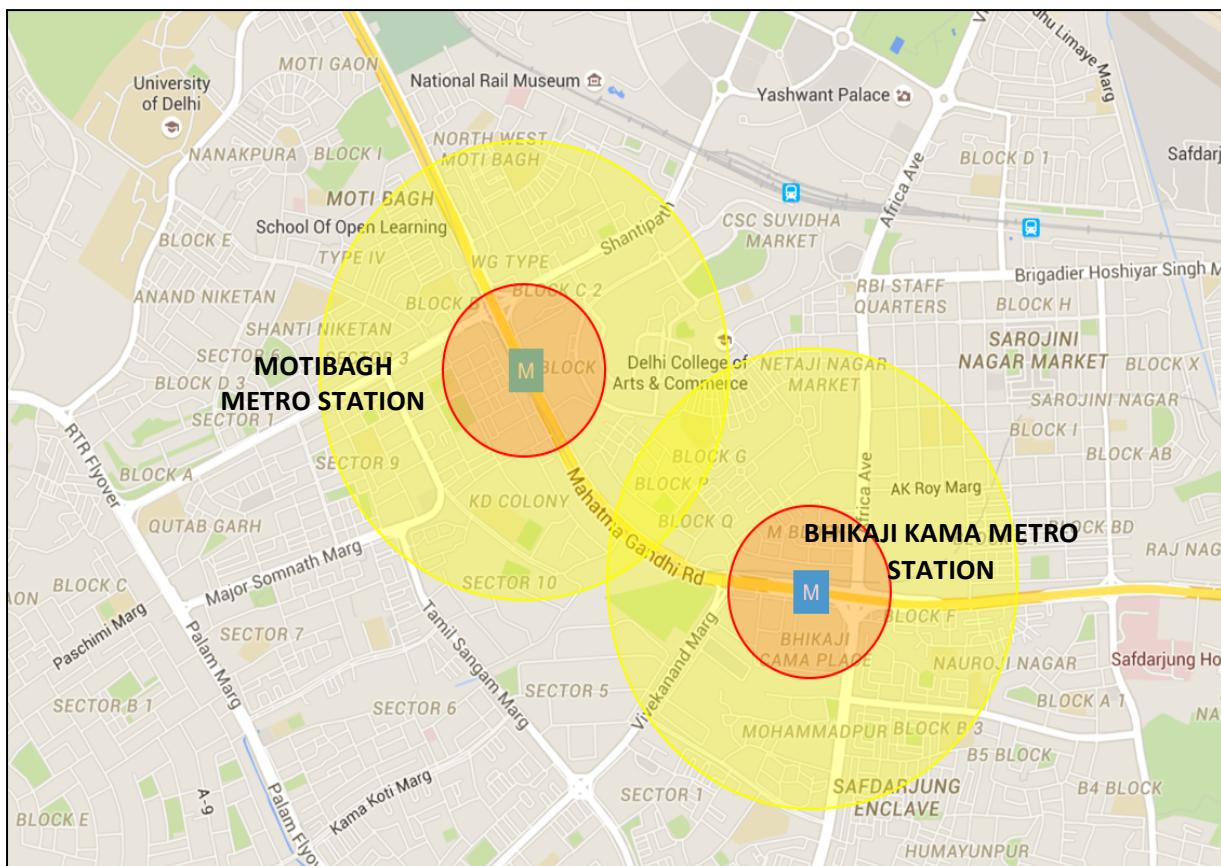 MOTI GAON
University
of Delhi
National Rail Museum
Yashwant Palace
NANAKPURA
BLOCK I
NORTH WEST
MOTI BAGH
BLOCK D 1
Safdarj
Africa Ave
MOTI BAGH
School Of Open Learning
BLOCK E
TYPE IV
WG TYPE
Shantipath
CSC SUVIDHA
MARKET
Brigadier Hoshiyar Singh M
ANAND NIKETAN
BLOCK B
BLOCK C 2
RBI STAFF
QUARTERS
BLOCK H
SHANTI NIKETAN
SECTOR 3
SAROJINI
NAGAR MARKET
BLOCK X
MOTIBAGH
METRO STATION
M
BLOCK
Delhi College of
Arts & Commerce
NETAJI NAGAR
MARKET
BLOCK D 3
SECTOR 1
SAROJINI NAGAR
BLOCK I
RTR Flyover
BLOCK A
SECTOR 9
BLOCK G
BLOCK AB
BLOCK P
AK Roy Marg
KD COLONY
Mahatma Gandhi Rd
BLOCK Q
frica Ave
QUTAB GARH
BLOCK BD
BHIKAJI KAMA METRO
STATION
RAJ NAG
Major Somnath Marg
SECTOR 10
M
BLOCK C
Paschimi Marg
BLOCK F
SECTOR 7
Tamil Sangam Marg
Vivekanand Marg
BHIKAJI
CAMA PLACE
NAUROJI NAGAR
Safdarjung Ho
Palam Marg
SECTOR B 1
SECTOR 6
SECTOR 5
BLOCK A 1
NA
MOHAMMADPUR
BLOCK B 3
B5 BLOCK
A-9
Kama Koti Marg
SECTOR 1
SAFDARJUNG
ENCLAVE
B4 BLOCK
BLOCK E
Palam Flyov
HUMAYUNPUR